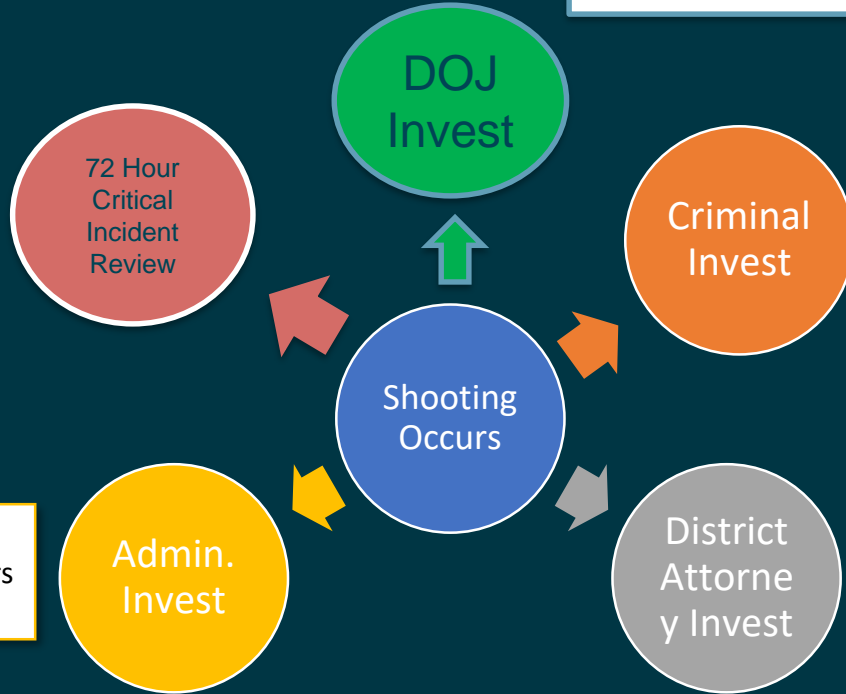 DOJ
Invest
72 Hour
Critical
Incident
Review
Criminal
Invest
Shooting
Occurs
Admin.
Invest
District
Attorne
y Invest